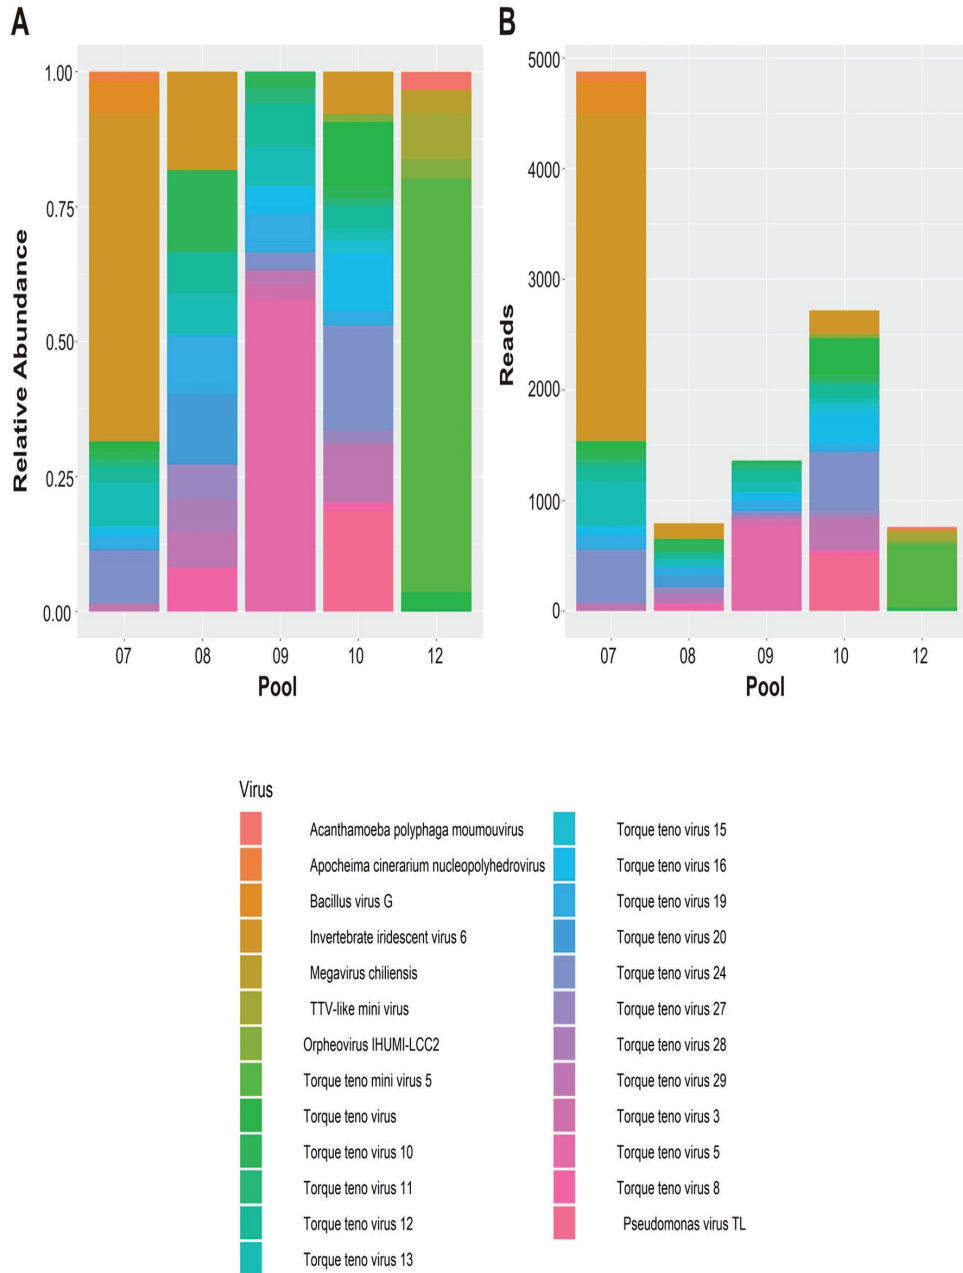 A
B
1.00
0.75
0.50
0.25
0.00
Relative Abundance
07 08 09 10 12
Pool
5000
4000
3000
2000
1000
0
Reads
07 08 09 10 12
Pool
Virus
Acanthamoeba polyphaga moumouvirus
Apocheima cinerarium nucleopolyhedrovirus
Bacillus virus G
Invertebrate iridescent virus 6
Megavirus chiliensis
TTV-like mini virus
Orpheovirus IHUMI-LCC2
Torque teno mini virus 5
Torque teno virus
Torque teno virus 10
Torque teno virus 11
Torque teno virus 12
Torque teno virus 13
Torque teno virus 15
Torque teno virus 16
Torque teno virus 19
Torque teno virus 20
Torque teno virus 24
Torque teno virus 27
Torque teno virus 28
Torque teno virus 29
Torque teno virus 3
Torque teno virus 5
Torque teno virus 8
Pseudomonas virus TL